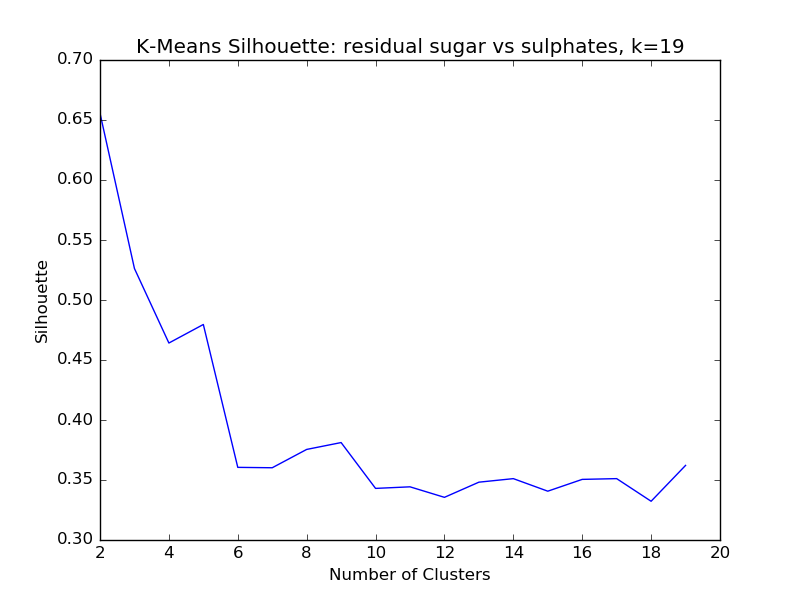 K-Means Silhouette: residual sugar vs sulphates, k=19
0.70
0.65
0.60
0.55
0.50
0.45
0.40
0.35
0.30
Silhouette
2 4 6 8 10 12 14 16 18 20
Number of Clusters